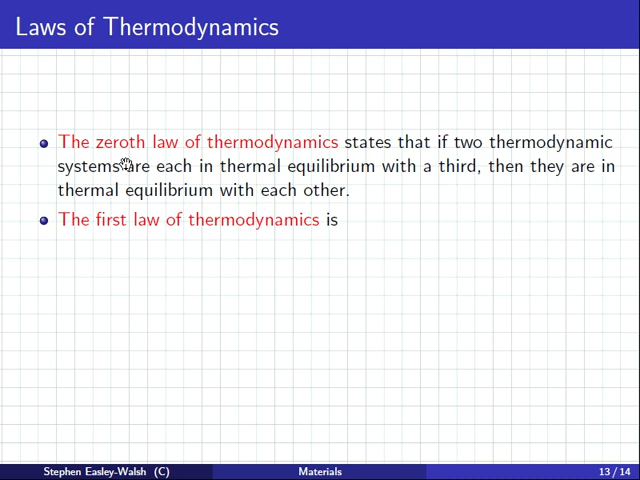 Laws of Thermodynamics
The zeroth law of thermodynamics states that if two thermodynamic
systems are each in thermal equilibrium with a third, then they are in
thermal equilibrium with each other.
The first law of thermodynamics is
Stephen Easley-Walsh (C) Materials 13 / 14